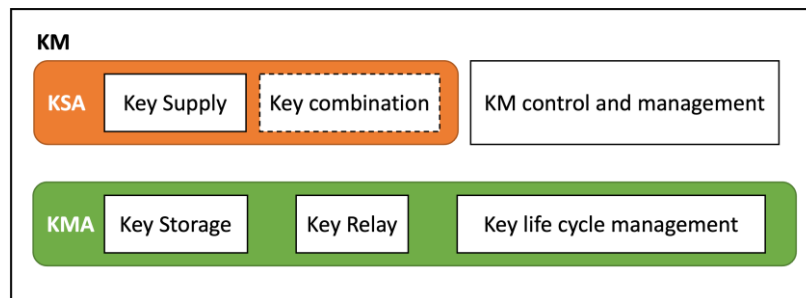 KM
KSA Key Supply Key combination KM control and management
KMA Key Storage Key Relay Key life cycle management